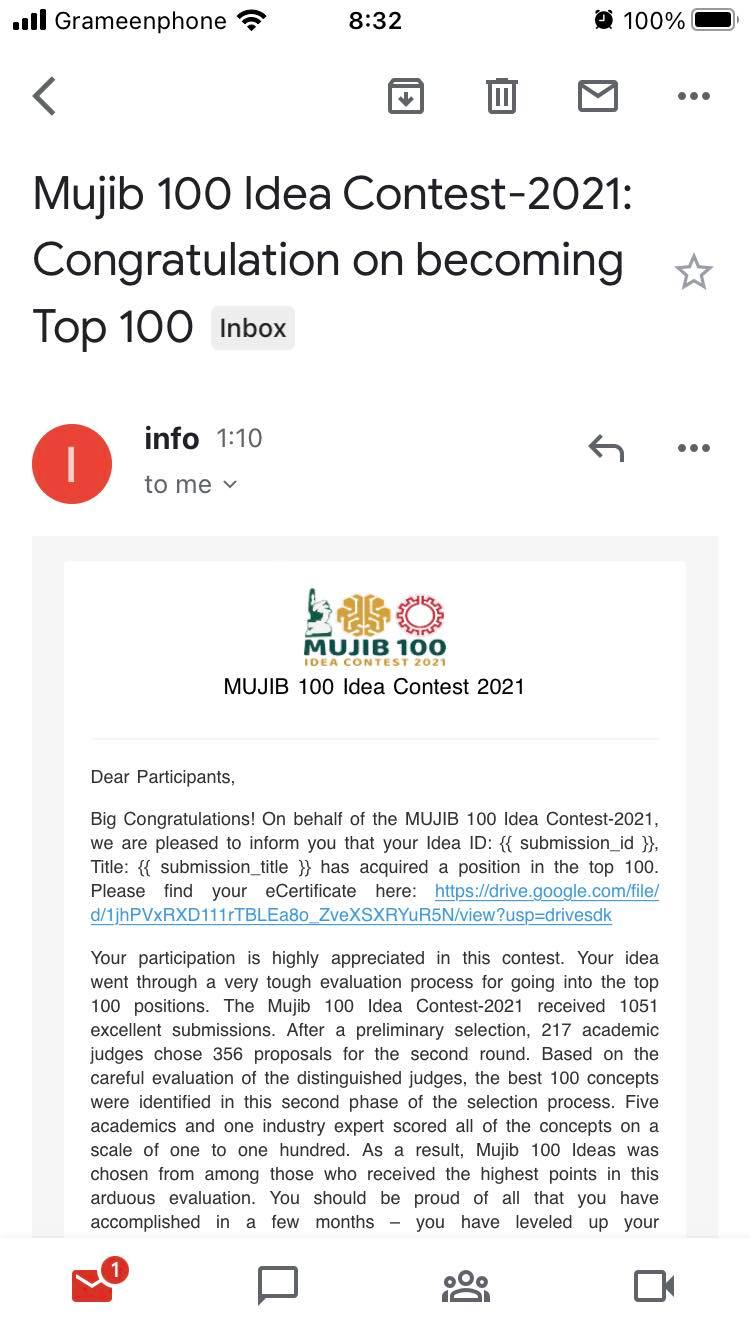 Grameenphone 8:32 100%
Mujib 100 Idea Contest-2021:
Congratulation on becoming
Top 100 Inbox
I info 1:10
to me
MUJIB 100
IDEA CONTEST 2021
MUJIB 100 Idea Contest 2021
Dear Participants,
Big Congratulations! On behalf of the MUJIB 100 Idea Contest-2021,
we are pleased to inform you that your Idea ID: {{ submission_id }},
Title: {{ submission_title }} has acquired a position in the top 100.
Please find your eCertificate here: https://drive.google.com/file/
d/1jhPVxRXD111rTBLEa8o_ZveXSXRYuR5N/view?usp=drivesdk
Your participation is highly appreciated in this contest. Your idea
went through a very tough evaluation process for going into the top
100 positions. The Mujib 100 Idea Contest-2021 received 1051
excellent submissions. After a preliminary selection, 217 academic
judges chose 356 proposals for the second round. Based on the
careful evaluation of the distinguished judges, the best 100 concepts
were identified in this second phase of the selection process. Five
academics and one industry expert scored all of the concepts on a
scale of one to one hundred. As a result, Mujib 100 Ideas was
chosen from among those who received the highest points in this
arduous evaluation. You should be proud of all that you have
accomplished in a few months – you have leveled up your
1